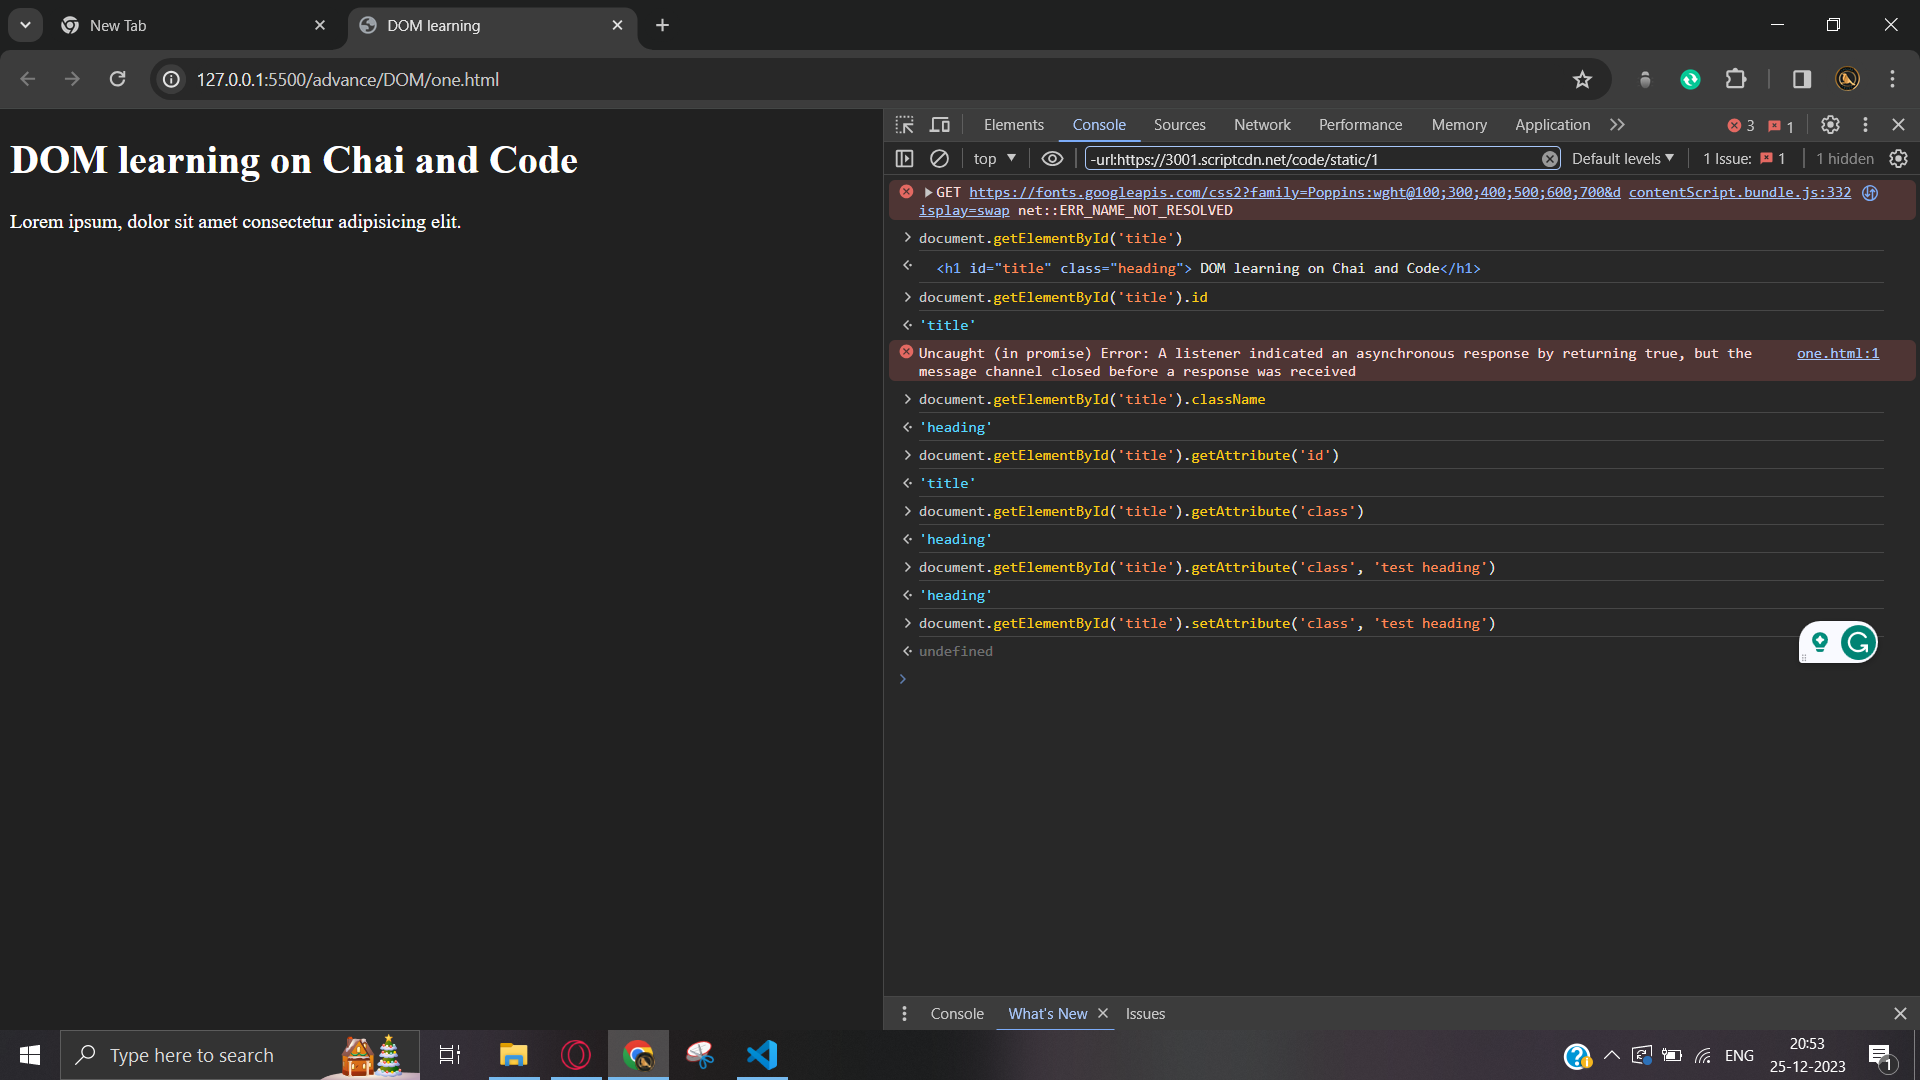 New Tab
DOM learning
127.0.0.1:5500/advance/DOM/one.html
DOM learning on Chai and Code
Lorem ipsum, dolor sit amet consectetur adipisicing elit.
Elements Console Sources Network Performance Memory Application 3 1
top -url:https://3001.scriptcdn.net/code/static/1 Default levels 1 Issue: 1 1 hidden
GET https://fonts.googleapis.com/css2?family=Poppins:wght@100;300;400;500;600;700&d contentScript.bundle.js:332
isplay=swap net::ERR_NAME_NOT_RESOLVED
document.getElementById('title')
<h1 id="title" class="heading"> DOM learning on Chai and Code</h1>
document.getElementById('title').id
'title'
Uncaught (in promise) Error: A listener indicated an asynchronous response by returning true, but the one.html:1
message channel closed before a response was received
document.getElementById('title').className
'heading'
document.getElementById('title').getAttribute('id')
'title'
document.getElementById('title').getAttribute('class')
'heading'
document.getElementById('title').getAttribute('class', 'test heading')
'heading'
document.getElementById('title').setAttribute('class', 'test heading')
undefined
Console What's New Issues
Type here to search
ENG
20:53
25-12-2023
1